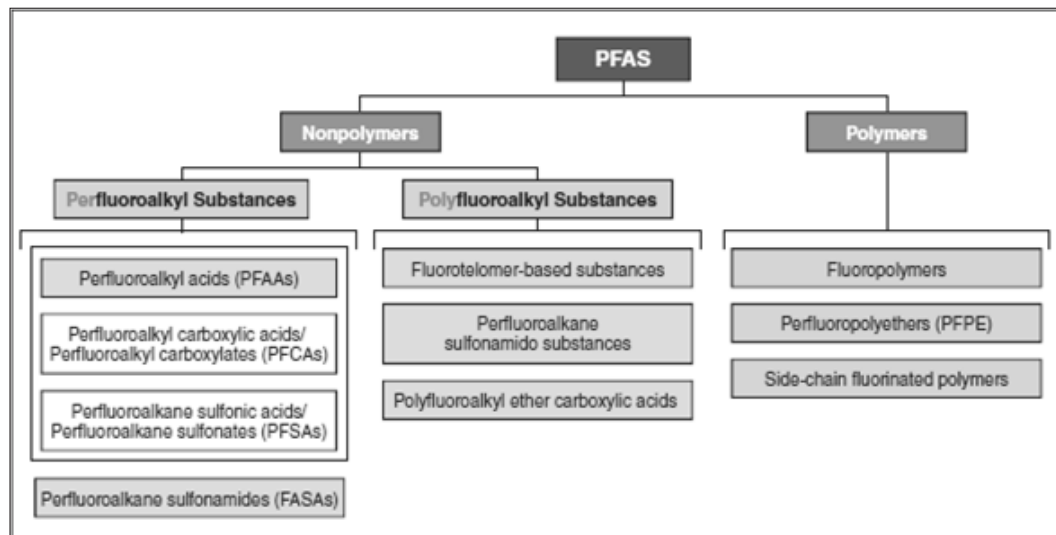 PFAS
Nonpolymers
Polymers
Perfluoroalkyl Substances
Polyfluoroalkyl Substances
Perfluoroalkyl acids (PFAAs)
Perfluoroalkyl carboxylic acids/
Perfluoroalkyl carboxylates (PFCAs)
Perfluoroalkane sulfonic acids/
Perfluoroalkane sulfonates (PFSAs)
Perfluoroalkane sulfonamides (FASAs)
Fluorotelomer-based substances
Perfluoroalkane
sulfonamido substances
Polyfluoroalkyl ether carboxylic acids
Fluoropolymers
Perfluoropolyethers (PFPE)
Side-chain fluorinated polymers